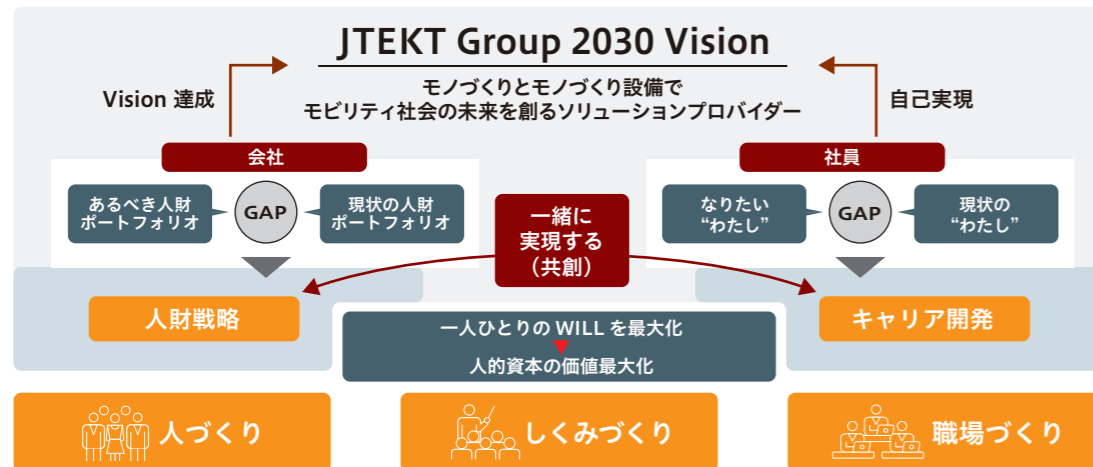 JTEKT Group 2030 Vision
モノづくりとモノづくり設備で
モビリティ社会の未来を創るソリューションプロバイダー
Vision 達成
自己実現
会社
あるべき人財
ポートフォリオ
GAP
現状の人財
ポートフォリオ
社員
なりたい
“わたし”
GAP
現状の
“わたし”
一緒に
実現する
（共創）
人財戦略
キャリア開発
一人ひとりの WILL を最大化
人的資本の価値最大化
人づくり
しくみづくり
職場づくり